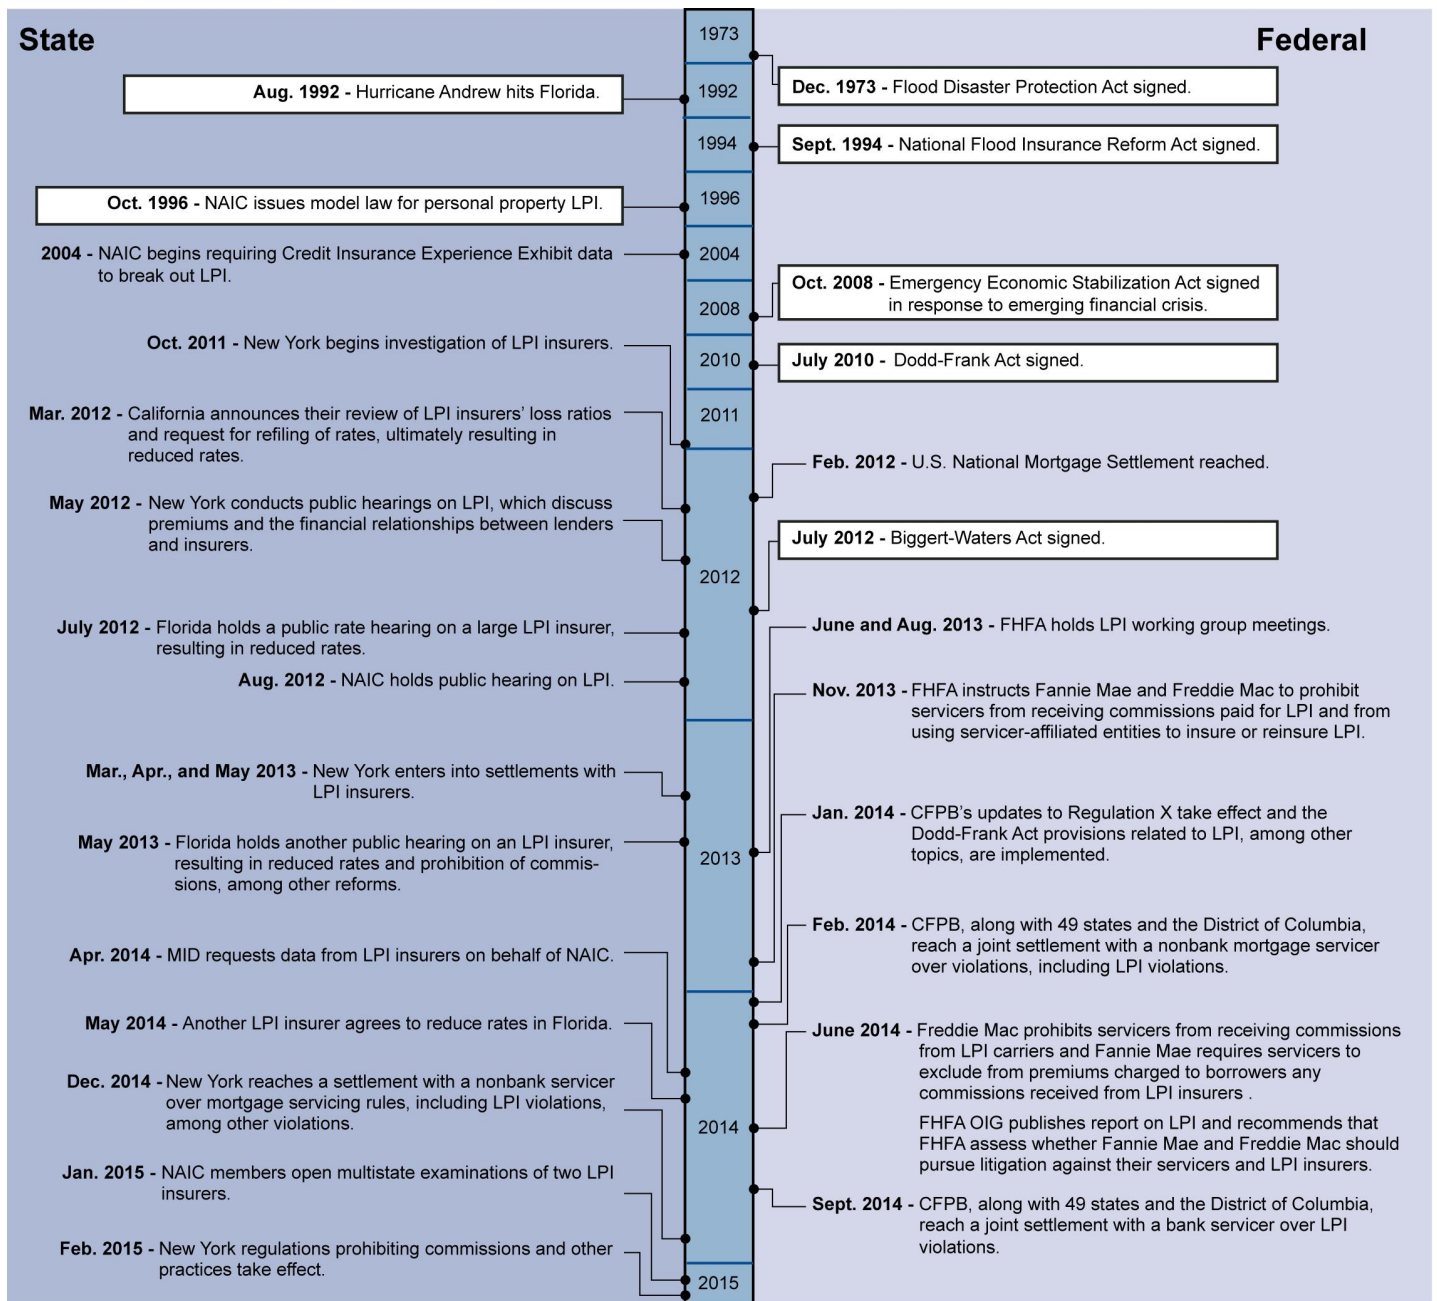 State
Aug. 1992 - Hurricane Andrew hits Florida.
Oct. 1996 - NAIC issues model law for personal property LPI.
2004 - NAIC begins requiring Credit Insurance Experience Exhibit data
to break out LPI.
Oct. 2011 - New York begins investigation of LPI insurers.
Mar. 2012 - California announces their review of LPI insurers’ loss ratios
and request for refiling of rates, ultimately resulting in
reduced rates.
May 2012 - New York conducts public hearings on LPI, which discuss
premiums and the financial relationships between lenders
and insurers.
July 2012 - Florida holds a public rate hearing on a large LPI insurer,
resulting in reduced rates.
Aug. 2012 - NAIC holds public hearing on LPI.
Mar., Apr., and May 2013 - New York enters into settlements with
LPI insurers.
May 2013 - Florida holds another public hearing on an LPI insurer,
resulting in reduced rates and prohibition of commis-
sions, among other reforms.
Apr. 2014 - MID requests data from LPI insurers on behalf of NAIC.
May 2014 - Another LPI insurer agrees to reduce rates in Florida.
Dec. 2014 - New York reaches a settlement with a nonbank servicer
over mortgage servicing rules, including LPI violations,
among other violations.
Jan. 2015 - NAIC members open multistate examinations of two LPI
insurers.
Feb. 2015 - New York regulations prohibiting commissions and other
practices take effect.
1973
1992
1994
1996
2004
2008
2010
2011
2012
2013
2014
2015
Federal
Dec. 1973 - Flood Disaster Protection Act signed.
Sept. 1994 - National Flood Insurance Reform Act signed.
Oct. 2008 - Emergency Economic Stabilization Act signed
in response to emerging financial crisis.
July 2010 - Dodd-Frank Act signed.
Feb. 2012 - U.S. National Mortgage Settlement reached.
July 2012 - Biggert-Waters Act signed.
June and Aug. 2013 - FHFA holds LPI working group meetings.
Nov. 2013 - FHFA instructs Fannie Mae and Freddie Mac to prohibit
servicers from receiving commissions paid for LPI and from
using servicer-affiliated entities to insure or reinsure LPI.
Jan. 2014 - CFPB’s updates to Regulation X take effect and the
Dodd-Frank Act provisions related to LPI, among other
topics, are implemented.
Feb. 2014 - CFPB, along with 49 states and the District of Columbia,
reach a joint settlement with a nonbank mortgage servicer
over violations, including LPI violations.
June 2014 - Freddie Mac prohibits servicers from receiving commissions
from LPI carriers and Fannie Mae requires servicers to
exclude from premiums charged to borrowers any
commissions received from LPI insurers .
FHFA OIG publishes report on LPI and recommends that
FHFA assess whether Fannie Mae and Freddie Mac should
pursue litigation against their servicers and LPI insurers.
Sept. 2014 - CFPB, along with 49 states and the District of Columbia,
reach a joint settlement with a bank servicer over LPI
violations.